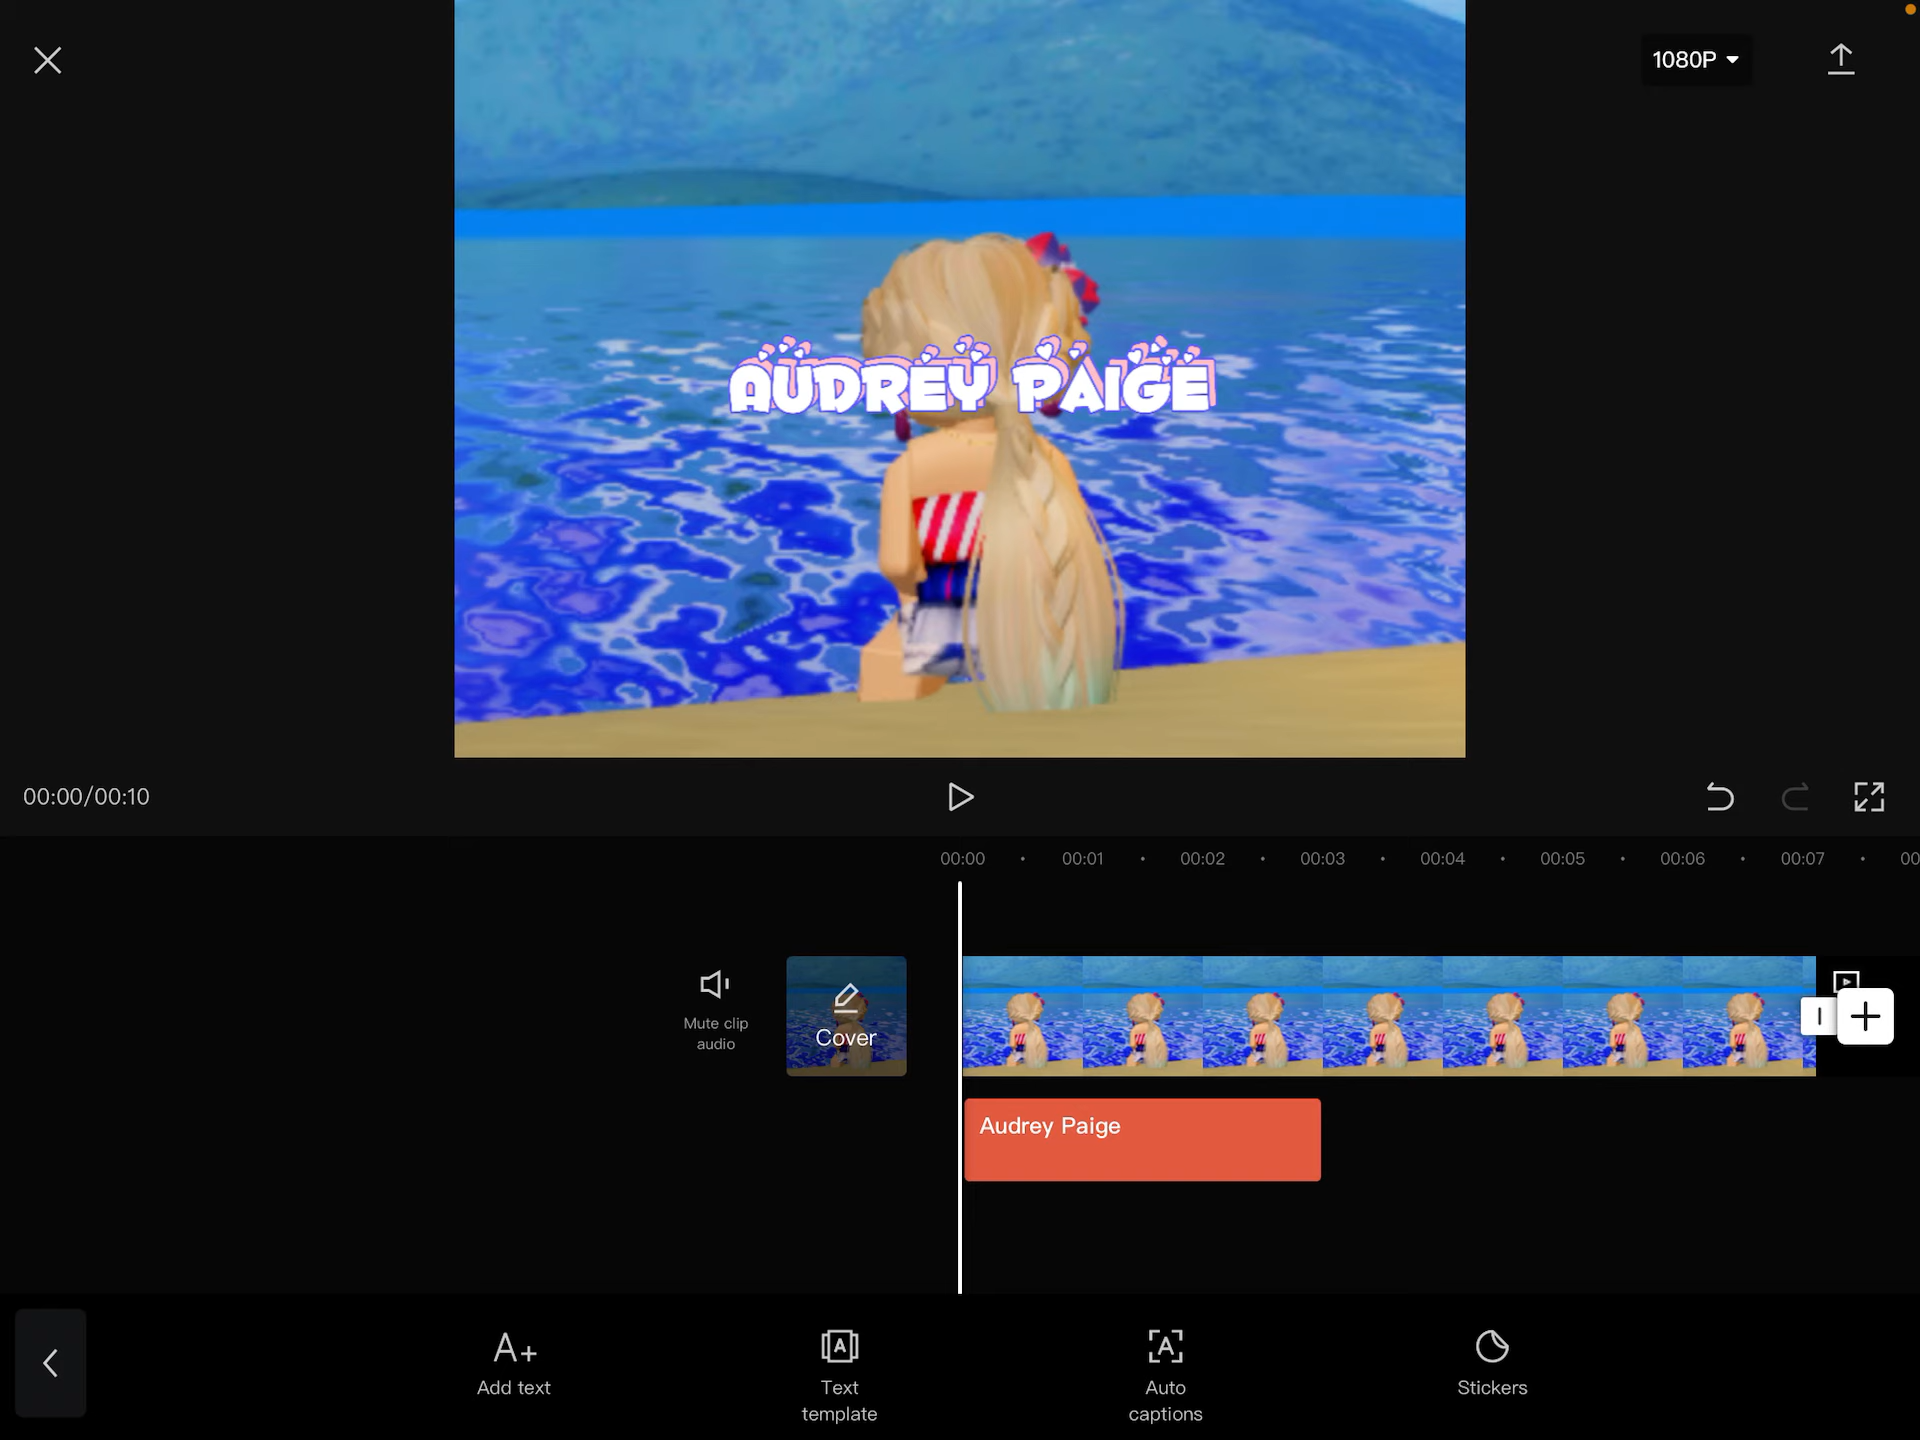 1080P
AUDREY PAIGE
00:00/00:10
00:00 00:01 00:02 00:03 00:04 00:05 00:06 00:07 00
Mute clip
audio
Cover
Audrey Paige
A+
Add text
A
Text
template
A
Auto
captions
Stickers